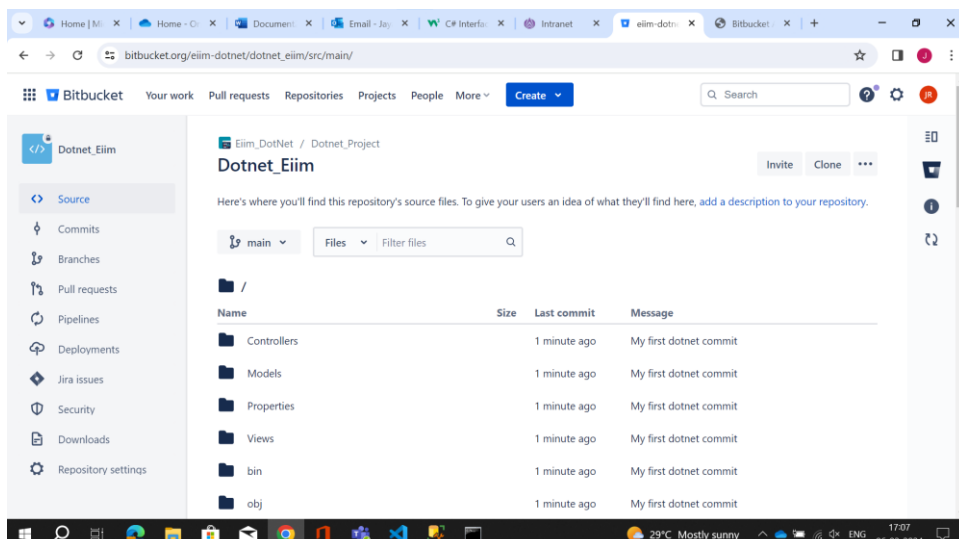 Home | Mi
Home - Or
Document
Email - Jay
C# Interfac
Intranet
eiim-dotne
Bitbucket
bitbucket.org/eiim-dotnet/dotnet_eiim/src/main/
J
Bitbucket
Your work
Pull requests
Repositories
Projects
People
More
Create
Search
JR
Dotnet_Eiim
Source
Commits
Branches
Pull requests
Pipelines
Deployments
Jira issues
Security
Downloads
Repository settings
Eiim_DotNet / Dotnet_Project
Dotnet_Eiim
Invite
Clone
Here's where you'll find this repository's source files. To give your users an idea of what they'll find here, add a description to your repository.
main
Files
Filter files
/
Name Size Last commit Message
Controllers 1 minute ago My first dotnet commit
Models 1 minute ago My first dotnet commit
Properties 1 minute ago My first dotnet commit
Views 1 minute ago My first dotnet commit
bin 1 minute ago My first dotnet commit
obj 1 minute ago My first dotnet commit
29°C Mostly sunny
ENG
17:07